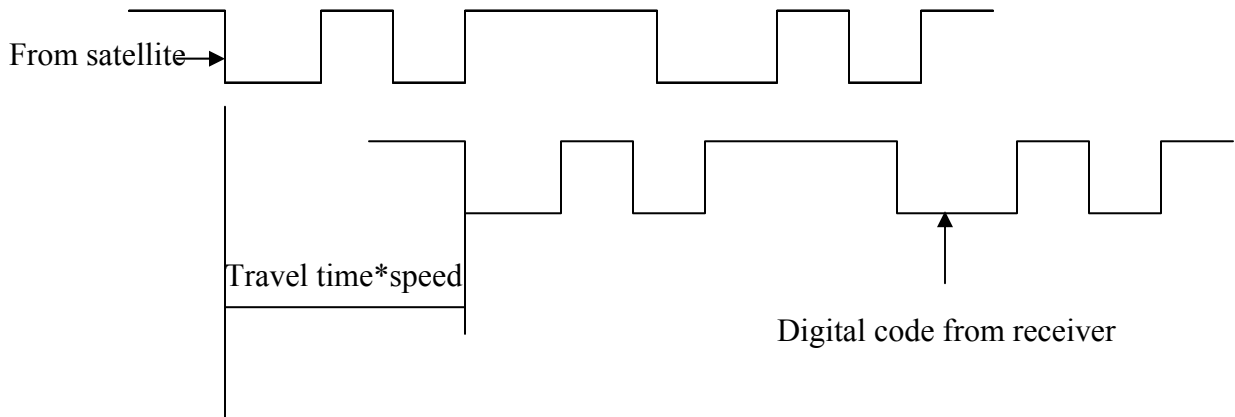 From satellite
Travel time*speed
Digital code from receiver